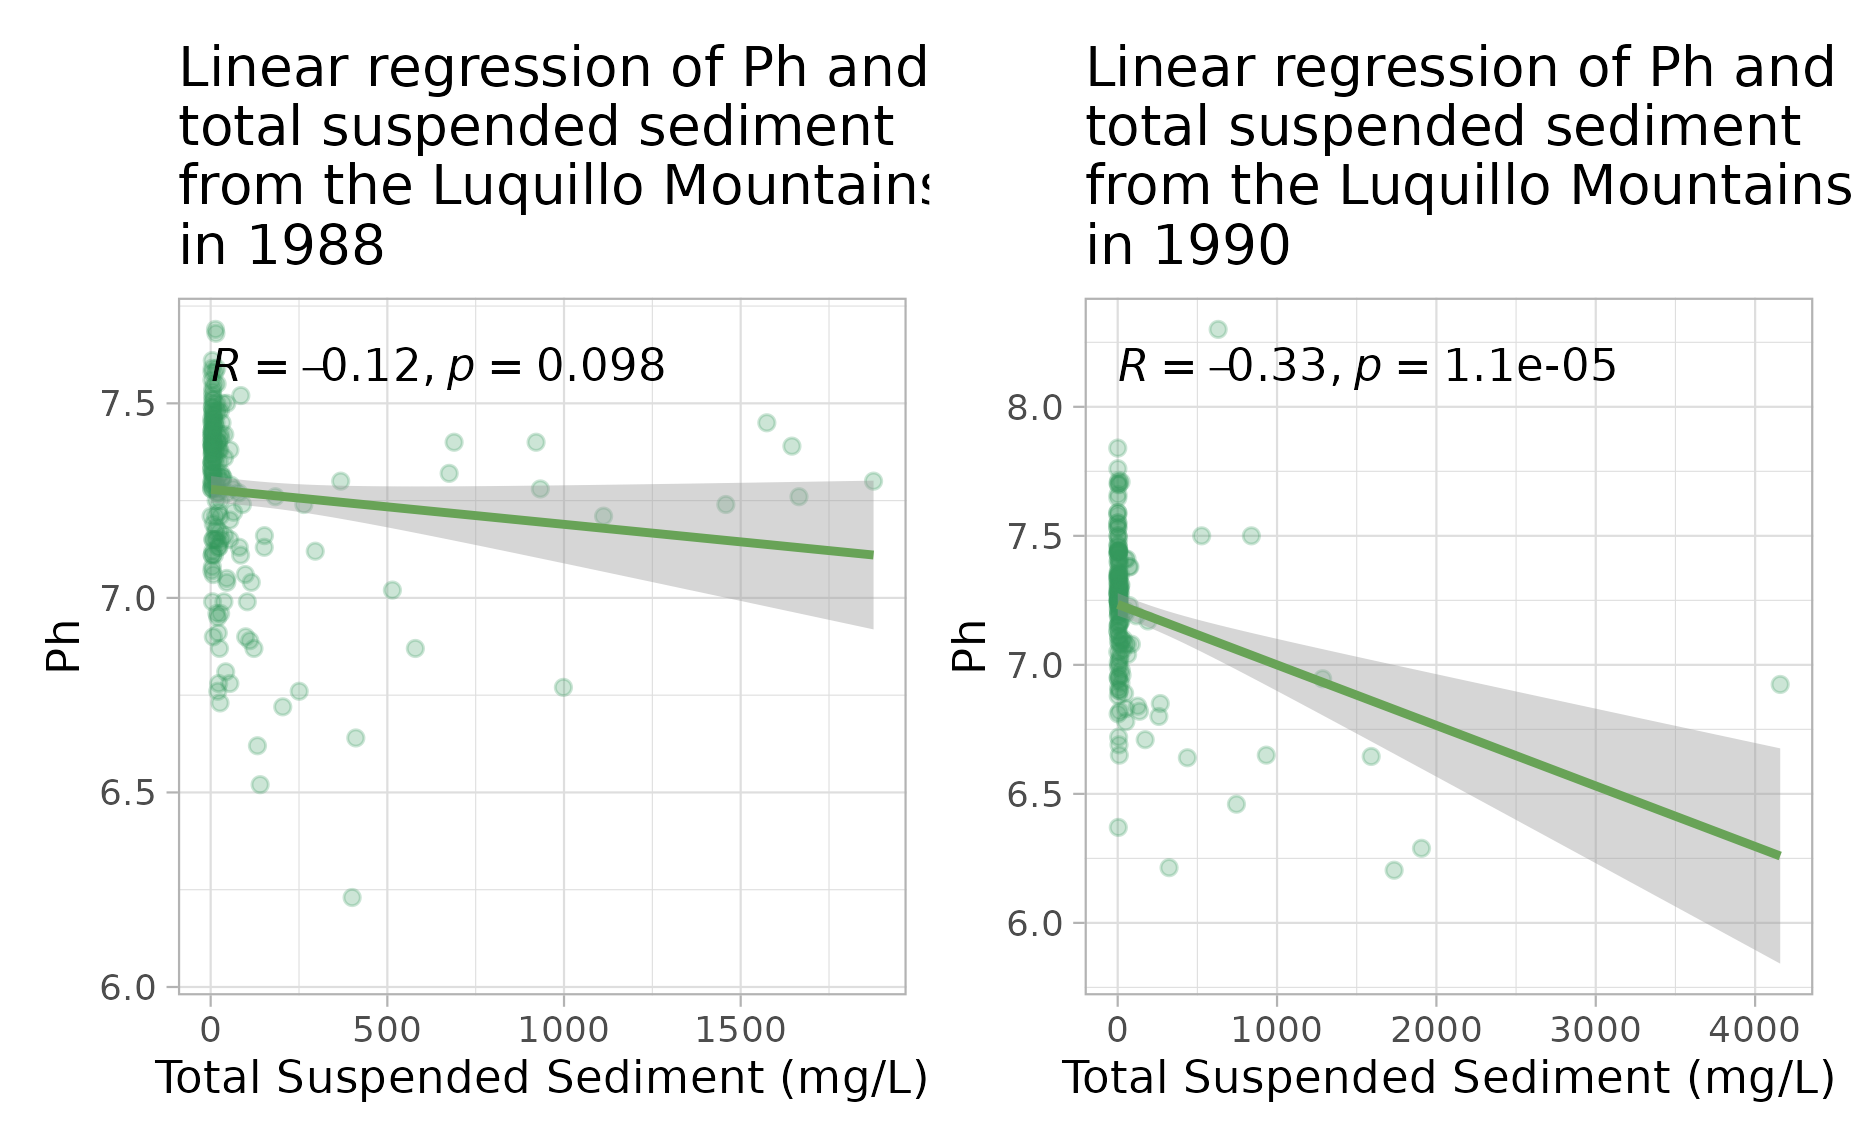 Linear regression of Ph and
total suspended sediment
from the Luquillo Mountains
in 1988
R = –0.12, p = 0.098
7.5
7.0
6.5
6.0
Ph
0 500 1000 1500
Total Suspended Sediment (mg/L)
Linear regression of Ph and
total suspended sediment
from the Luquillo Mountains
in 1990
R = –0.33, p = 1.1e-05
8.0
7.5
7.0
6.5
6.0
Ph
0 1000 2000 3000 4000
Total Suspended Sediment (mg/L)